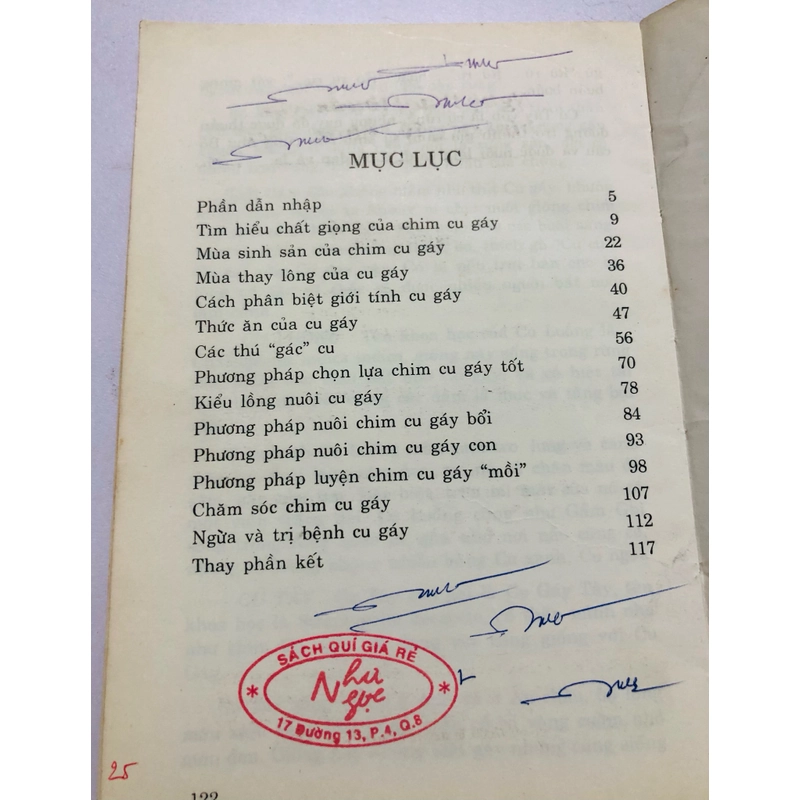 MỤC LỤC
Phần dẫn nhập 5
Tìm hiểu chất giọng của chim cu gáy 9
Mùa sinh sản của chim cu gáy 22
Mùa thay lông của cu gáy 36
Cách phân biệt giới tính cu gáy 40
Thức ăn của cu gáy 47
Các thú "gác" cu 56
Phương pháp chọn lựa chim cu gáy tốt 70
Kiểu lồng nuôi cu gáy 78
Phương pháp nuôi chim cu gáy bổi 84
Phương pháp nuôi chim cu gáy con 93
Phương pháp luyện chim cu gáy "mồi" 98
Chăm sóc chim cu gáy 107
Ngừa và trị bệnh cu gáy 112
Thay phần kết 117
SÁCH QUÍ GIÁ RẺ
Như
Ngọc
17 Đường 13, P.4, Q.8
25
122